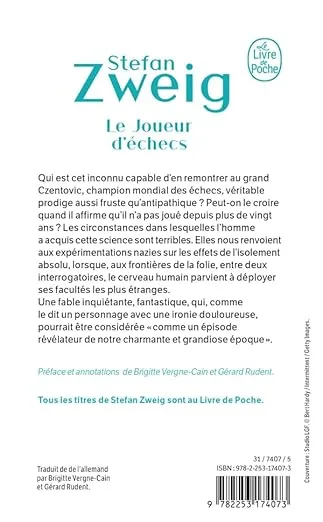 Stefan
Zweig
Le Livre
de
Poche
Le Joueur
d'échecs
Qui est cet inconnu capable d'en remontrer au grand
Czentovic, champion mondial des échecs, véritable
prodige aussi fruste qu'antipathique ? Peut-on le croire
quand il affirme qu'il n'a pas joué depuis plus de vingt
ans ? Les circonstances dans lesquelles l'homme
a acquis cette science sont terribles. Elles nous renvoient
aux expérimentations nazies sur les effets de l'isolement
absolu, lorsque, aux frontières de la folie, entre deux
interrogatoires, le cerveau humain parvient à déployer
ses facultés les plus étranges.
Une fable inquiétante, fantastique, qui, comme
le dit un personnage avec une ironie douloureuse,
pourrait être considérée « comme un épisode
révélateur de notre charmante et grandiose époque ».
Préface et annotations de Brigitte Vergne-Cain et Gérard Rudent.
Tous les titres de Stefan Zweig sont au Livre de Poche.
Couverture : Studio LGF. © Bert Hardy / Intermittent / Getty Images.
Traduit de de l'allemand
par Brigitte Vergne-Cain
et Gérard Rudent.
31 / 7407 / 5
ISBN : 978-2-253-17407-3
9 782253 174073